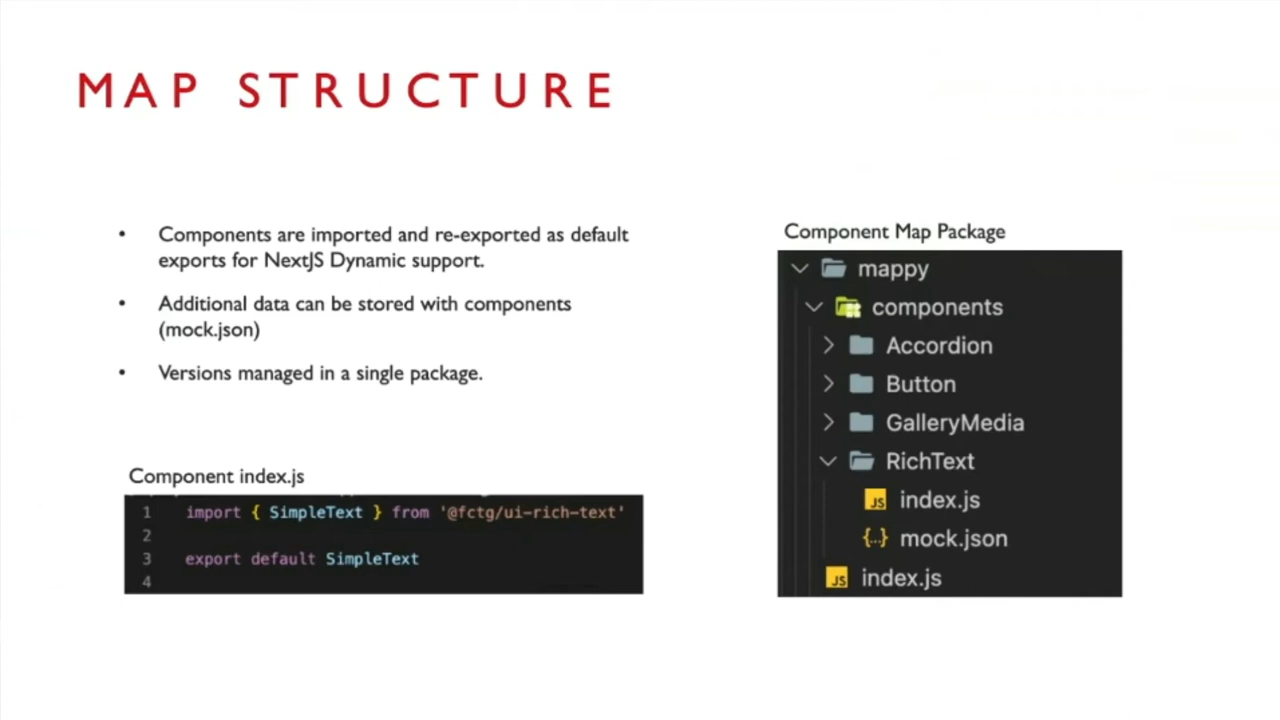 MAP STRUCTURE
• Components are imported and re-exported as default
exports for NextJS Dynamic support.
• Additional data can be stored with components
(mock.json)
• Versions managed in a single package.
Component index.js
1 import { SimpleText } from '@fctg/ui-rich-text'
2
3 export default SimpleText
4
Component Map Package
mappy
components
Accordion
Button
GalleryMedia
RichText
JS index.js
{...} mock.json
JS index.js